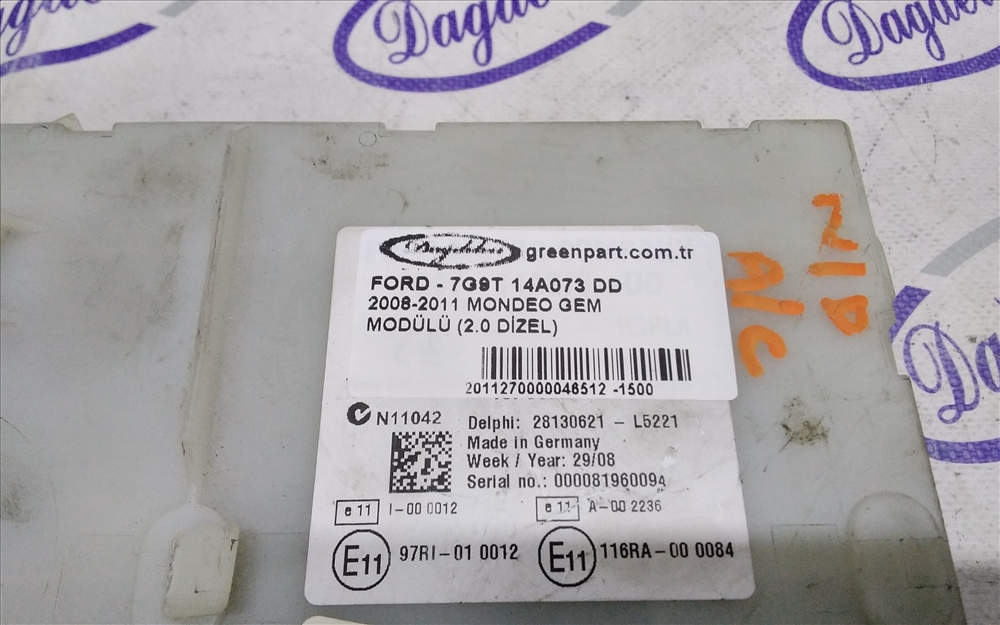 Dağdelen
greenpart.com.tr
FORD - 7G9T 14A073 DD
2008-2011 MONDEO GEM
MODÜLÜ (2.0 DİZEL)
2011270000046512 -1500
N11042
Delphi: 28130621 - L5221
Made in Germany
Week / Year: 29/08
Serial no.: 000081960094
e 11 I-00 0012
e 11 A-00 2236
E11 97RI-01 0012
E11 116RA-00 0084
A/C